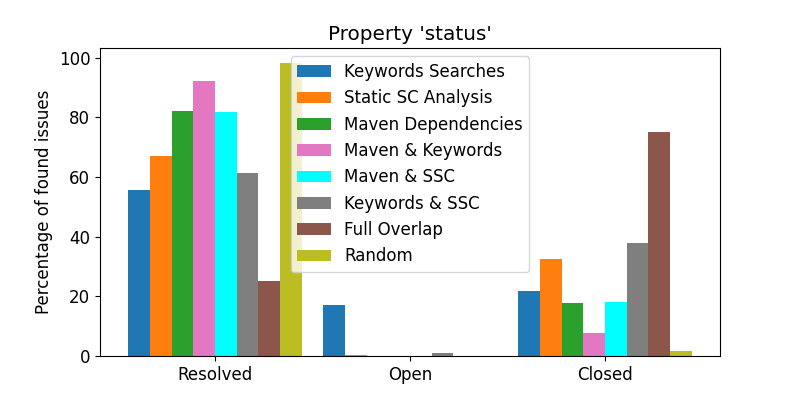 Property 'status'
Percentage of found issues
100
80
60
40
20
0
Keywords Searches
Static SC Analysis
Maven Dependencies
Maven & Keywords
Maven & SSC
Keywords & SSC
Full Overlap
Random
Resolved
Open
Closed